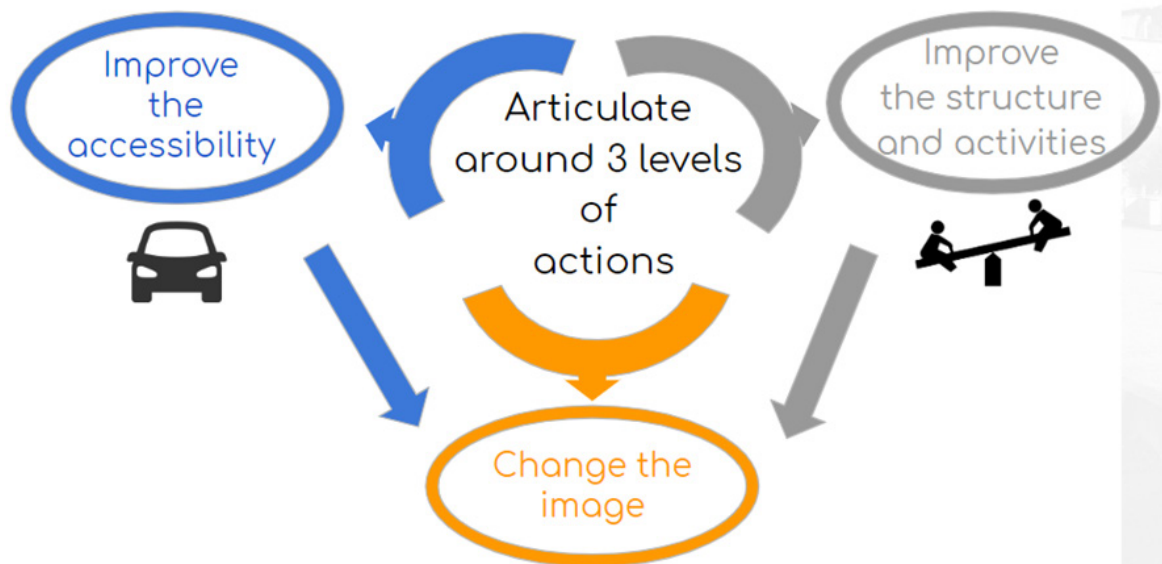 Improve
the
accessibility
Articulate
around 3 levels
of
actions
Improve
the structure
and activities
Change the
image